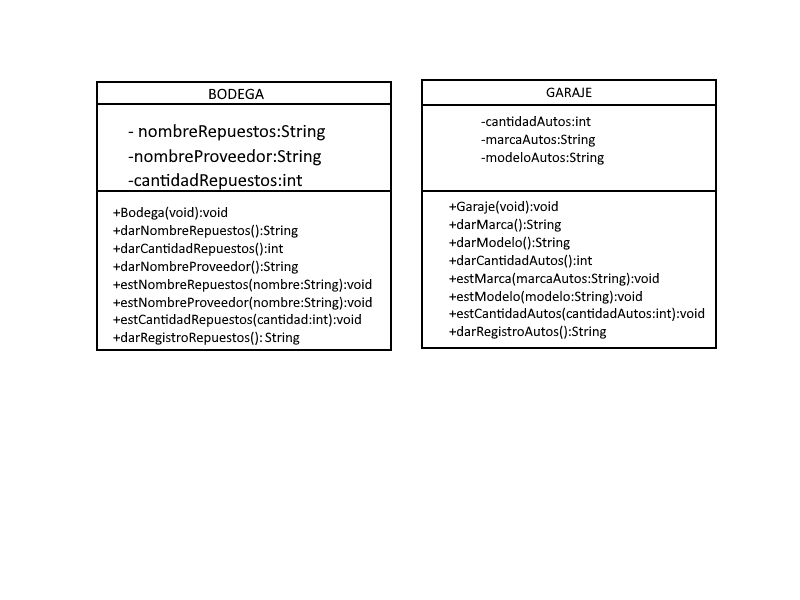 BODEGA
- nombreRepuestos:String
-nombreProveedor:String
-cantidadRepuestos:int
+Bodega(void):void
+darNombreRepuestos():String
+darCantidadRepuestos():int
+darNombreProveedor():String
+estNombreRepuestos(nombre:String):void
+estNombreProveedor(nombre:String):void
+estCantidadRepuestos(cantidad:int):void
+darRegistroRepuestos(): String
GARAJE
-cantidadAutos:int
-marcaAutos:String
-modeloAutos:String
+Garaje(void):void
+darMarca():String
+darModelo():String
+darCantidadAutos():int
+estMarca(marcaAutos:String):void
+estModelo(modelo:String):void
+estCantidadAutos(cantidadAutos:int):void
+darRegistroAutos():String